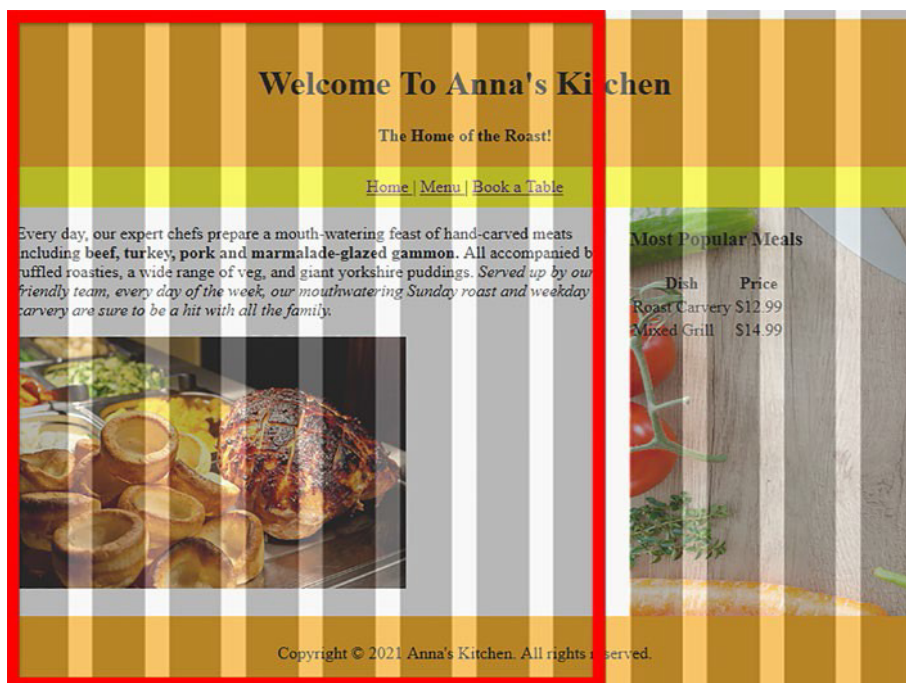 Welcome To Anna's Kitchen
The Home of the Roast!
Home | Menu | Book a Table
Every day, our expert chefs prepare a mouth-watering feast of hand-carved meats
including beef, turkey, pork and marmalade-glazed gammon. All accompanied b
ruffled roasties, a wide range of veg, and giant yorkshire puddings. Served up by our
friendly team, every day of the week, our mouthwatering Sunday roast and weekday
carvery are sure to be a hit with all the family.
Most Popular Meals
Dish Price
Roast Carvery $12.99
Mixed Grill $14.99
Copyright © 2021 Anna's Kitchen. All rights reserved.